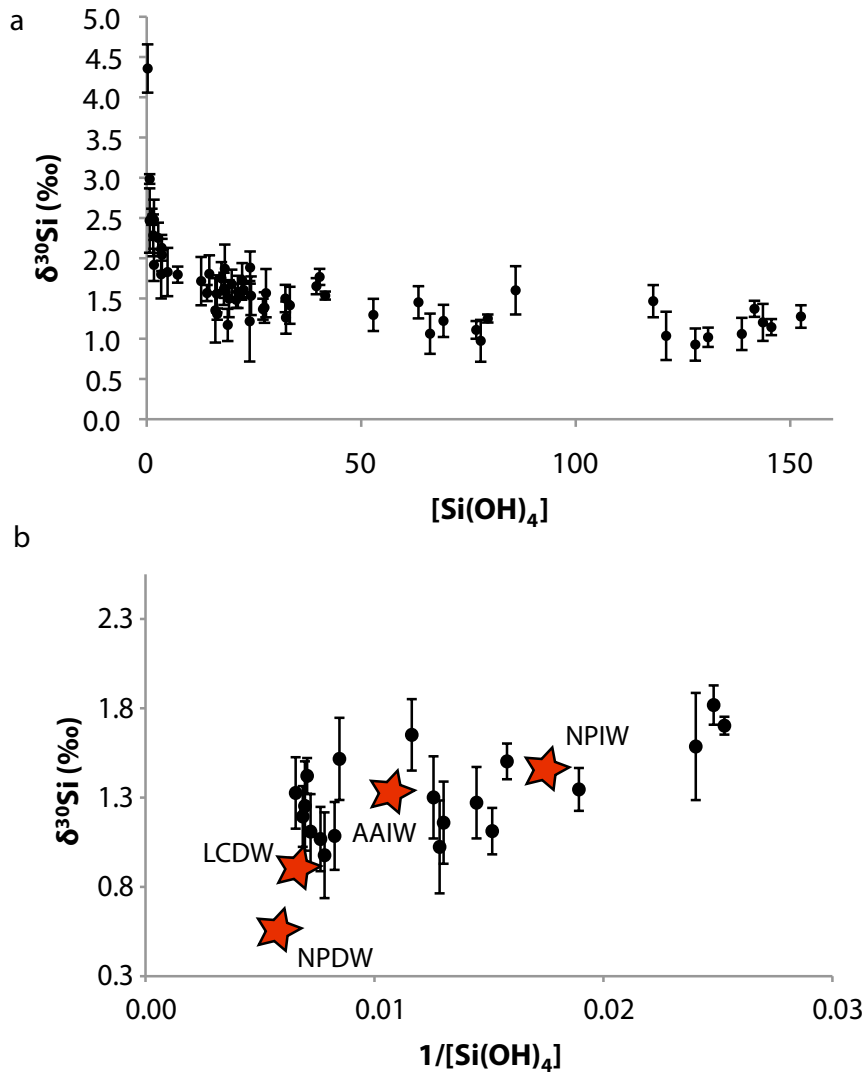 a
5.0
4.5
4.0
3.5
3.0
2.5
2.0
1.5
1.0
0.5
0.0
δ³⁰Si (‰)
0 50 100 150
[Si(OH)₄]
b
2.3
1.8
1.3
0.8
0.3
δ³⁰Si (‰)
NPIW
AAIW
LCDW
NPDW
0.00 0.01 0.02 0.03
1/[Si(OH)₄]